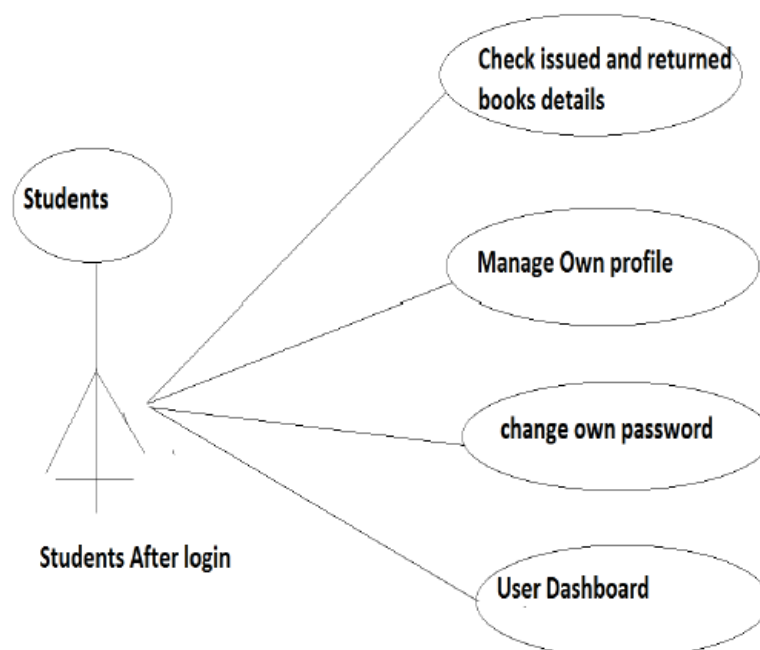 Check issued and returned
books details
Students
Manage Own profile
change own password
Students After login
User Dashboard